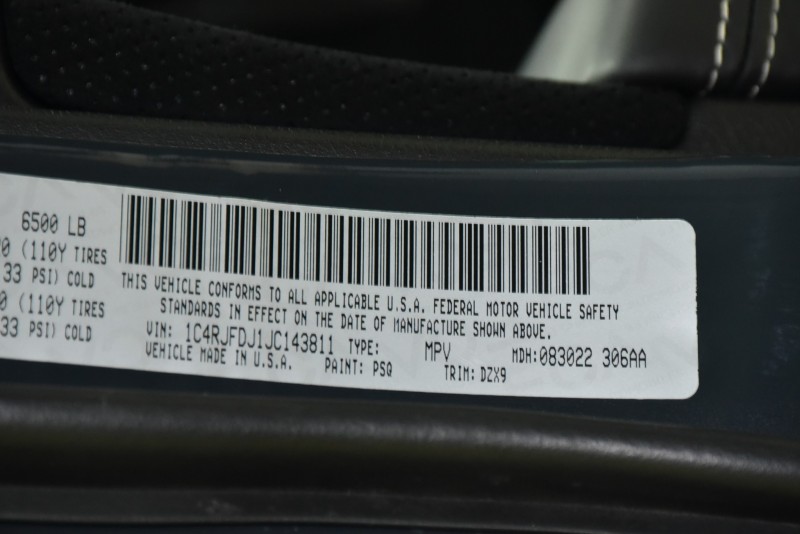 6500 LB
0 (110Y TIRES
33 PSI) COLD
0 (110Y TIRES
33 PSI) COLD
THIS VEHICLE CONFORMS TO ALL APPLICABLE U.S.A. FEDERAL MOTOR VEHICLE SAFETY
STANDARDS IN EFFECT ON THE DATE OF MANUFACTURE SHOWN ABOVE.
VIN: 1C4RJFDJ1JC143811 TYPE: MPV MDH:083022 306AA
VEHICLE MADE IN U.S.A. PAINT: PSQ TRIM: DZX9